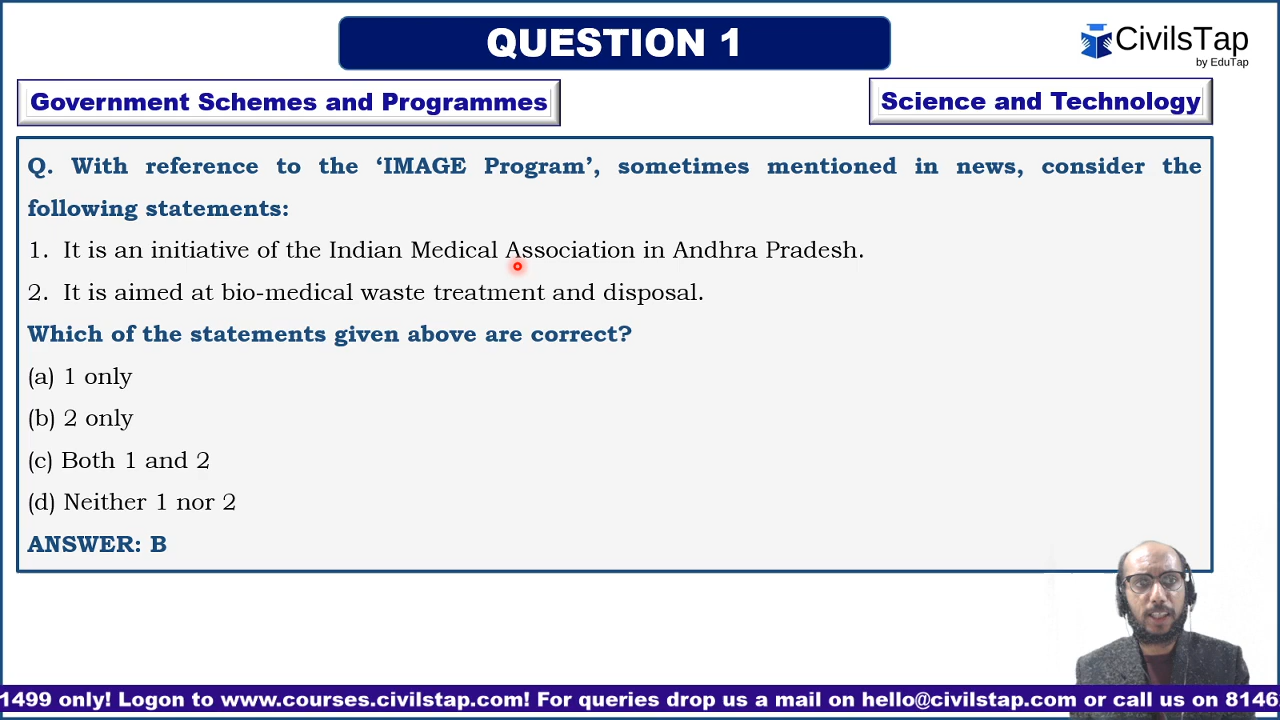 QUESTION 1
CivilsTap
by EduTap
Government Schemes and Programmes
Science and Technology
Q. With reference to the ‘IMAGE Program’, sometimes mentioned in news, consider the
following statements:
1. It is an initiative of the Indian Medical Association in Andhra Pradesh.
2. It is aimed at bio-medical waste treatment and disposal.
Which of the statements given above are correct?
(a) 1 only
(b) 2 only
(c) Both 1 and 2
(d) Neither 1 nor 2
ANSWER: B
1499 only! Logon to www.courses.civilstap.com! For queries drop us a mail on hello@civilstap.com or call us on 8146